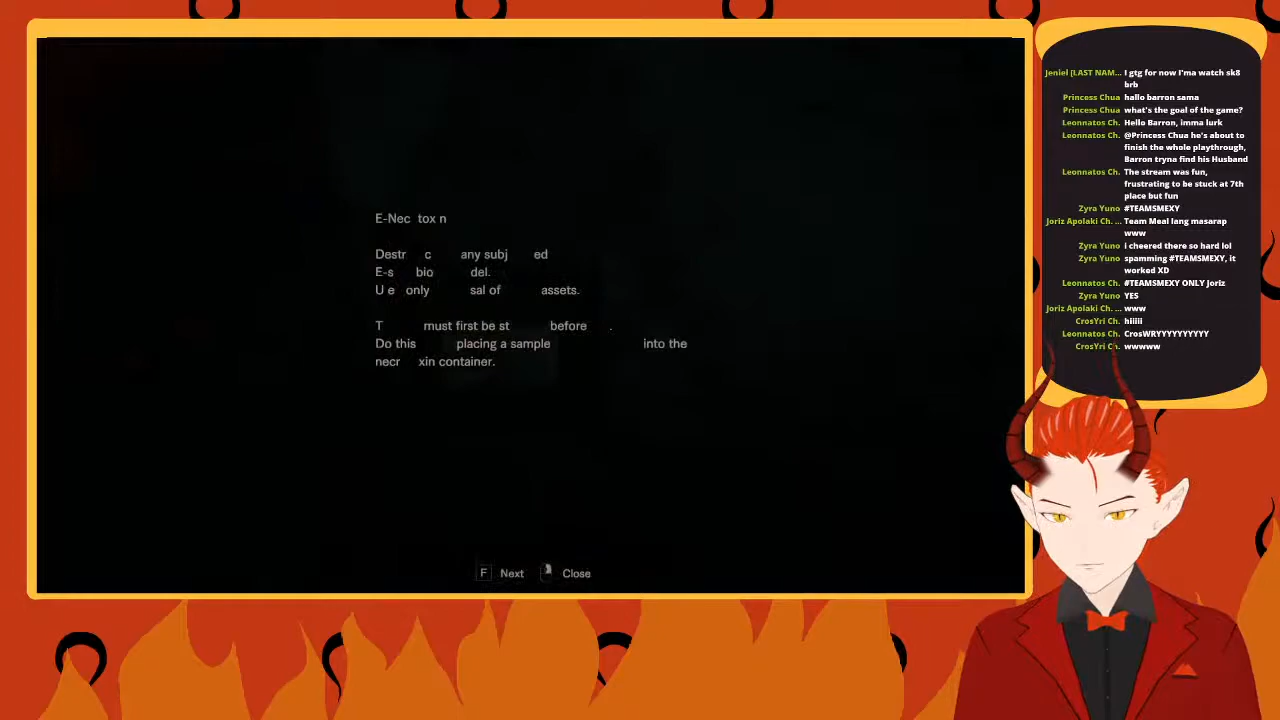 E-Nec tox n
Destr c any subj ed
E-s bio del.
U e only sal of assets.
T must first be st before .
Do this placing a sample into the
necr xin container.
F Next Close
Jeniel [LAST NAM... I gtg for now I'ma watch sk8
brb
Princess Chua hallo barron sama
Princess Chua what's the goal of the game?
Leonnatos Ch. Hello Barron, imma lurk
Leonnatos Ch. @Princess Chua he's about to
finish the whole playthrough,
Barron tryna find his Husband
Leonnatos Ch. The stream was fun,
frustrating to be stuck at 7th
place but fun
Zyra Yuno #TEAMSMEXY
Joriz Apolaki Ch. ... Team Meal lang masarap
www
Zyra Yuno I cheered there so hard lol
Zyra Yuno spamming #TEAMSMEXY, it
worked XD
Leonnatos Ch. #TEAMSMEXY ONLY Joriz
Zyra Yuno YES
Joriz Apolaki Ch. ... www
CrosYri Ch. hiiiii
Leonnatos Ch. CrosWRYYYYYYYYYY
CrosYri Ch. wwwww